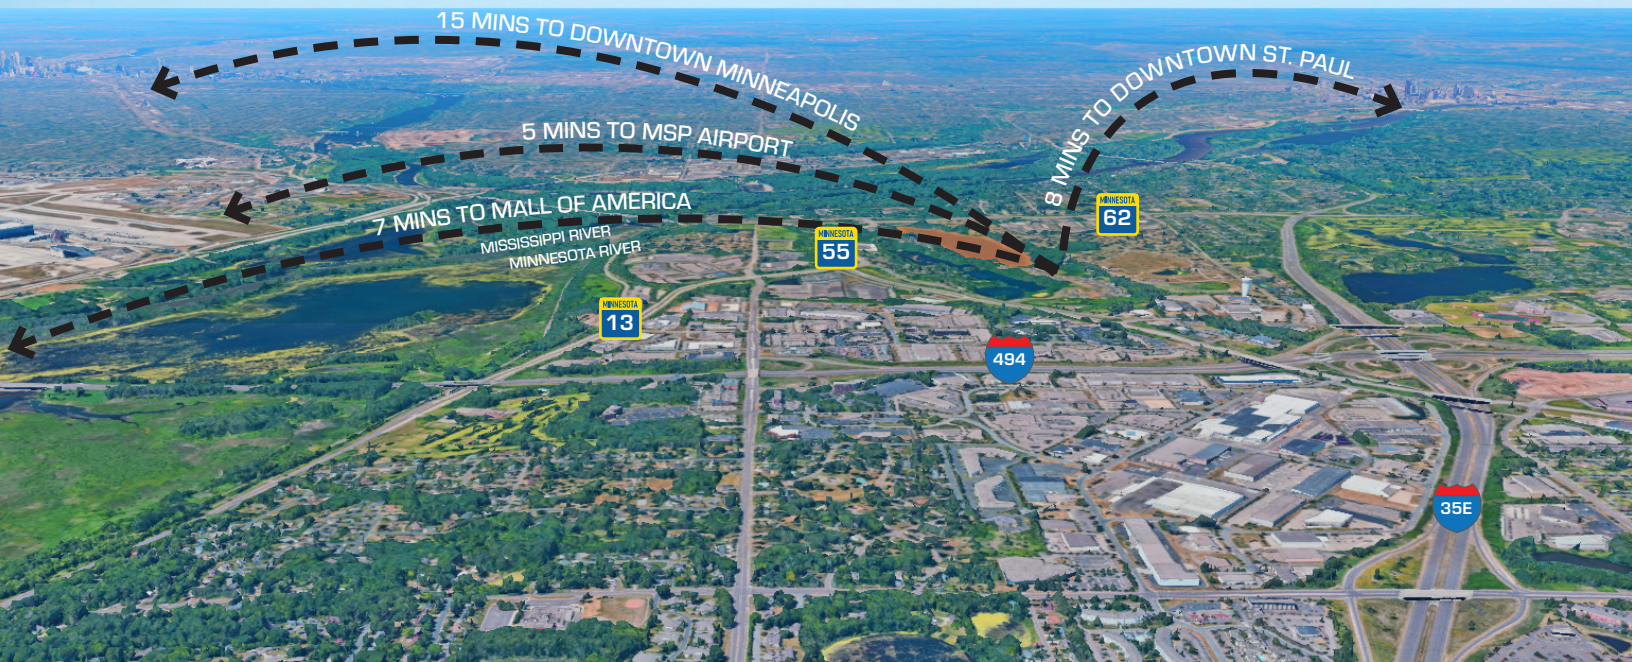 15 MINS TO DOWNTOWN MINNEAPOLIS
8 MINS TO DOWNTOWN ST. PAUL
5 MINS TO MSP AIRPORT
7 MINS TO MALL OF AMERICA
MISSISSIPPI RIVER
MINNESOTA RIVER
MINNESOTA
62
MINNESOTA
55
MINNESOTA
13
494
35E